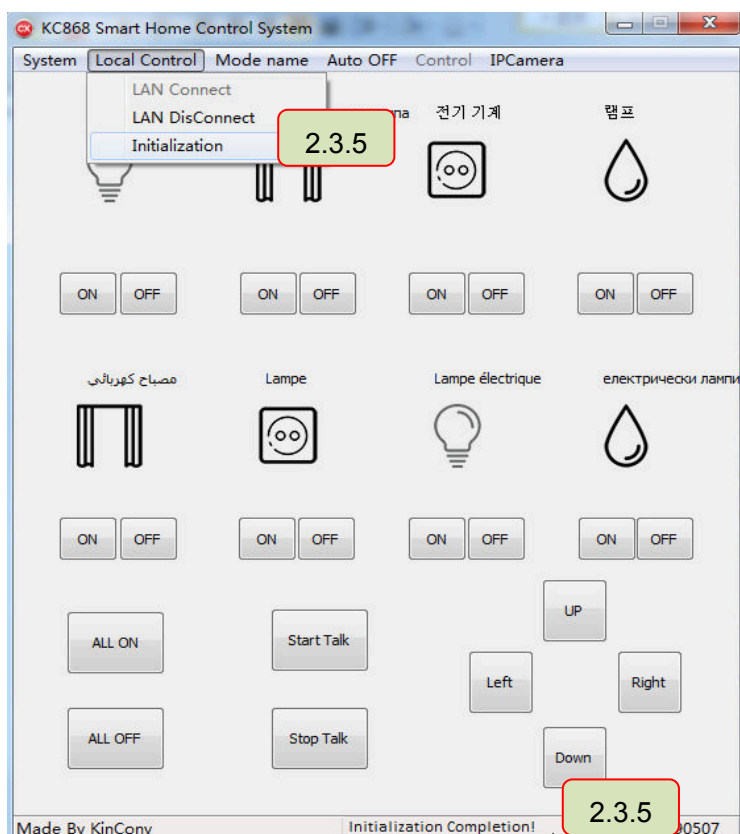 KC868 Smart Home Control System
System Local Control Mode name Auto OFF Control IPCamera
LAN Connect
LAN DisConnect
Initialization
2.3.5
전기 기계
램프
ON OFF ON OFF ON OFF ON OFF
مصباح كهربائي
Lampe
Lampe électrique
електрически лампи
ON OFF ON OFF ON OFF ON OFF
ALL ON
Start Talk
UP
Left
Right
ALL OFF
Stop Talk
Down
2.3.5
Made By KinCony
Initialization Completion!
0507